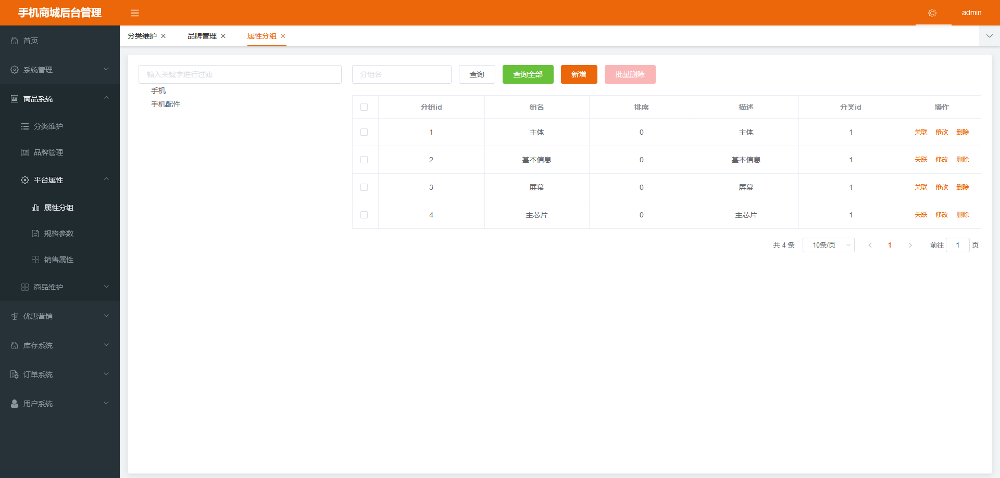 手机商城后台管理
admin
首页
系统管理
商品系统
分类维护
品牌管理
平台属性
属性分组
规格参数
销售属性
商品维护
优惠营销
库存系统
订单系统
用户系统
分类维护 品牌管理 属性分组
输入关键字进行过滤
手机
手机配件
分组名 查询 查询全部 新增 批量删除
分组id 组名 排序 描述 分类id 操作
1 主体 0 主体 1 关联 修改 删除
2 基本信息 0 基本信息 1 关联 修改 删除
3 屏幕 0 屏幕 1 关联 修改 删除
4 主芯片 0 主芯片 1 关联 修改 删除
共 4 条 10条/页 1 前往 1 页